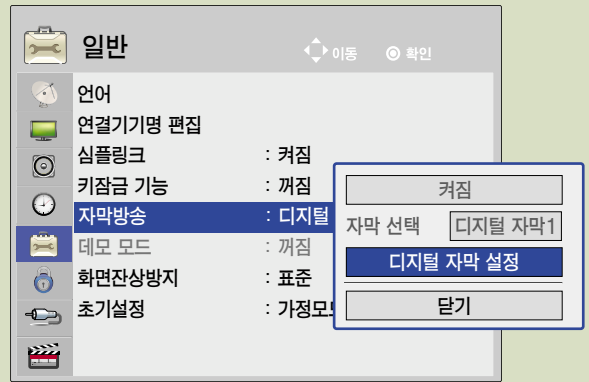 일반
이동 확인
언어
연결기기명 편집
심플링크 : 켜짐
키잠금 기능 : 꺼짐
자막방송 : 디지털
데모 모드 : 꺼짐
화면잔상방지 : 표준
초기설정 : 가정모
켜짐
자막 선택 디지털 자막1
디지털 자막 설정
닫기